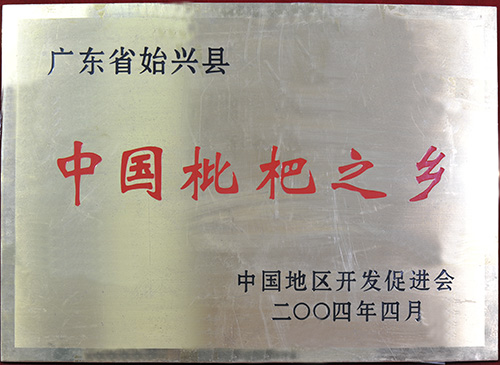 广东省始兴县
中国枇杷之乡
中国地区开发促进会
二〇〇四年四月